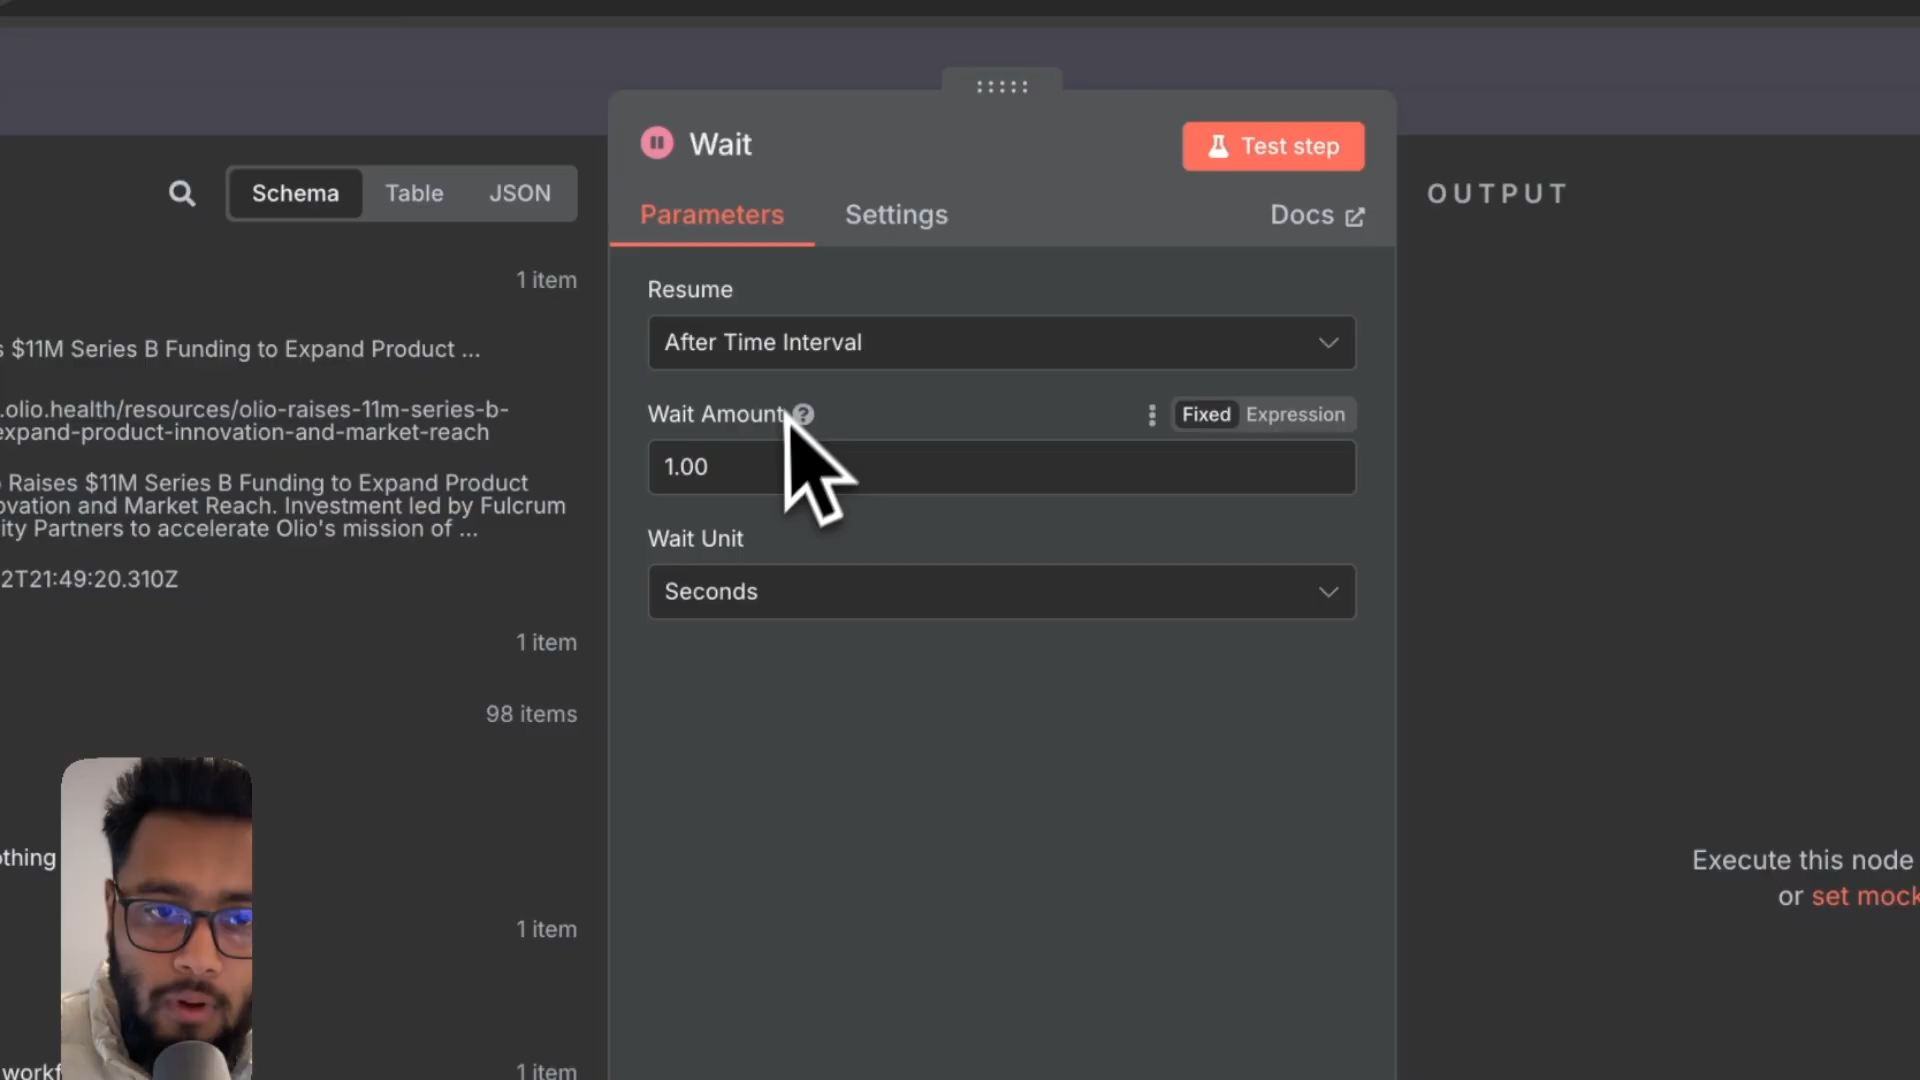 Wait
Test step
Schema
Table
JSON
OUTPUT
Parameters
Settings
Docs
1 item
Resume
After Time Interval
s $11M Series B Funding to Expand Product ...
.olio.health/resources/olio-raises-11m-series-b-
expand-product-innovation-and-market-reach
Wait Amount
Fixed
Expression
1.00
Raises $11M Series B Funding to Expand Product
ovation and Market Reach. Investment led by Fulcrum
ity Partners to accelerate Olio's mission of ...
Wait Unit
Seconds
2T21:49:20.310Z
1 item
98 items
othing
Execute this node
or set mock
1 item
workf
1 item